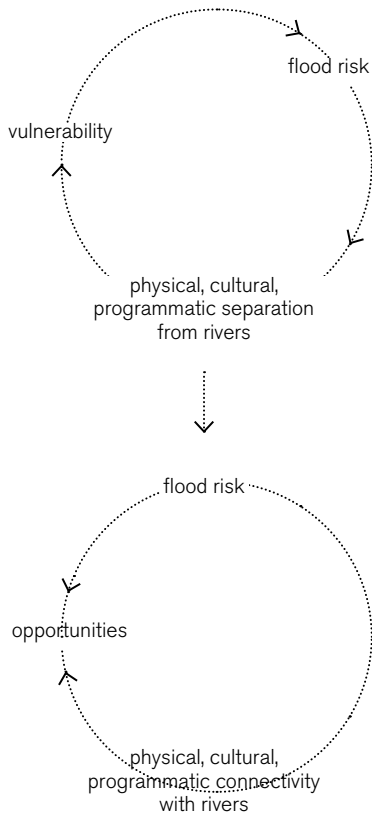 flood risk
vulnerability
physical, cultural,
programmatic separation
from rivers
flood risk
opportunities
physical, cultural,
programmatic connectivity
with rivers